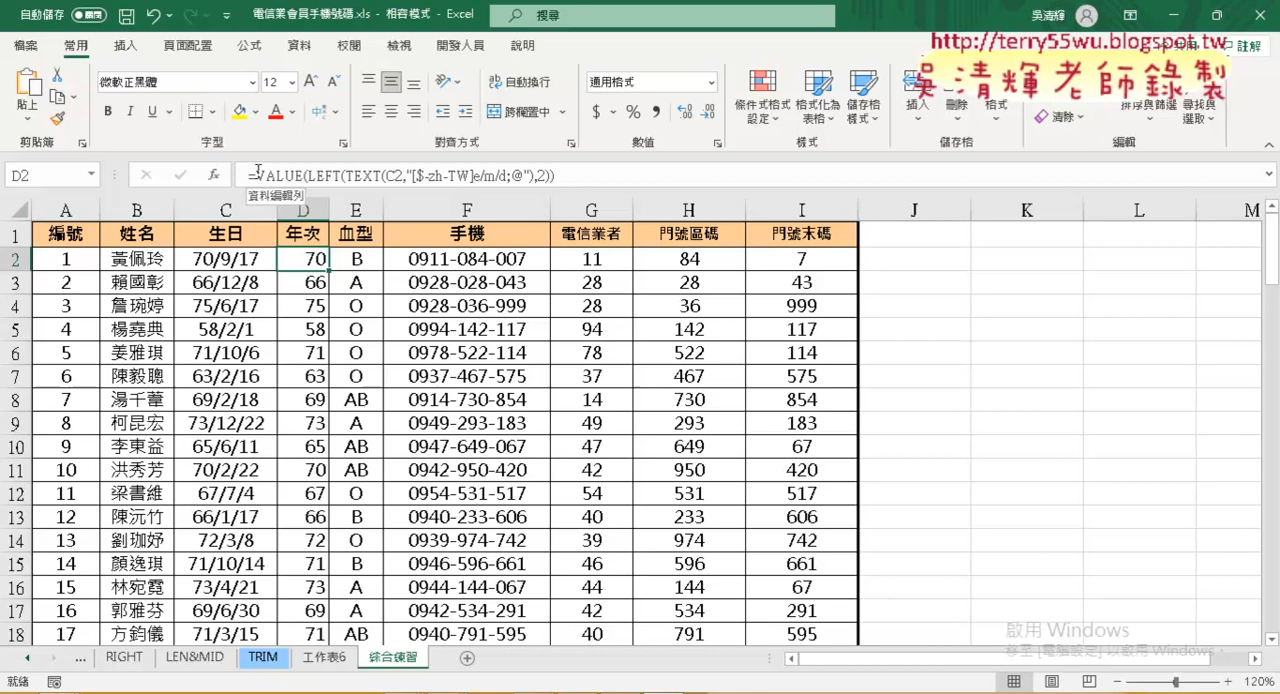 自動儲存 電信業會員手機號碼.xls - 相容模式 - Excel 搜尋 吳清輝
http://terry55wu.blogspot.tw
吳清輝老師錄製
檔案 常用 插入 頁面配置 公式 資料 校閱 檢視 開發人員 說明 註解
微軟正黑體 12 自動換行 通用格式
貼上 B I U 跨欄置中 $ % 條件式格式設定 格式化為表格 儲存格樣式 插入 刪除 格式 清除 排序與篩選 尋找與選取
剪貼簿 字型 對齊方式 數值 樣式 儲存格 編輯
D2 =VALUE(LEFT(TEXT(C2,"[$-zh-TW]e/m/d;@"),2))
資料編輯列
A B C D E F G H I J K L M
1 編號 姓名 生日 年次 血型 手機 電信業者 門號區碼 門號末碼
2 1 黃佩玲 70/9/17 70 B 0911-084-007 11 84 7
3 2 賴國彰 66/12/8 66 A 0928-028-043 28 28 43
4 3 詹琬婷 75/6/17 75 O 0928-036-999 28 36 999
5 4 楊堯典 58/2/1 58 O 0994-142-117 94 142 117
6 5 姜雅琪 71/10/6 71 O 0978-522-114 78 522 114
7 6 陳毅聰 63/2/16 63 O 0937-467-575 37 467 575
8 7 湯千葦 69/2/18 69 AB 0914-730-854 14 730 854
9 8 柯昆宏 73/12/22 73 A 0949-293-183 49 293 183
10 9 李東益 65/6/11 65 AB 0947-649-067 47 649 67
11 10 洪秀芳 70/2/22 70 AB 0942-950-420 42 950 420
12 11 梁書維 67/7/4 67 O 0954-531-517 54 531 517
13 12 陳沅竹 66/1/17 66 B 0940-233-606 40 233 606
14 13 劉珈妤 72/3/8 72 O 0939-974-742 39 974 742
15 14 顏逸琪 71/10/14 71 B 0946-596-661 46 596 661
16 15 林宛霓 73/4/21 73 A 0944-144-067 44 144 67
17 16 郭雅芬 69/6/30 69 A 0942-534-291 42 534 291
18 17 方鈞儀 71/3/15 71 AB 0940-791-595 40 791 595
啟用 Windows
移至 [電腦設定] 以啟用 Windows。
... RIGHT LEN&MID TRIM 工作表6 綜合練習
就緒 120%